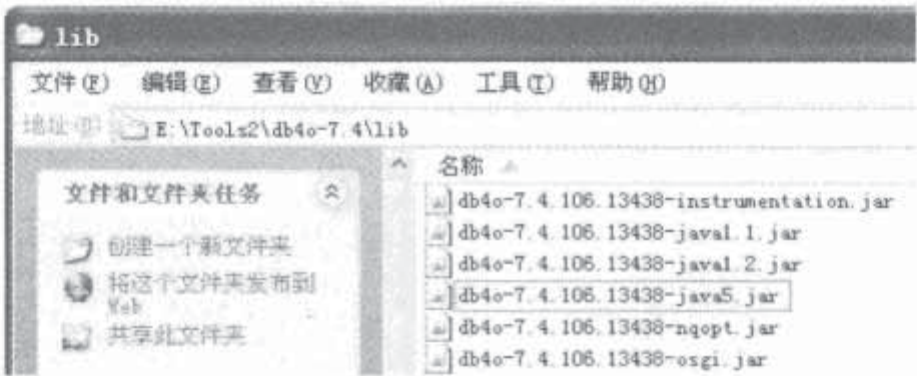 lib
文件(F) 编辑(E) 查看(V) 收藏(A) 工具(T) 帮助(H)
地址(D) E:\Tools2\db4o-7.4\lib
名称
文件和文件夹任务
创建一个新文件夹
将这个文件夹发布到
Web
共享此文件夹
db4o-7.4.106.13438-instrumentation.jar
db4o-7.4.106.13438-java1.1.jar
db4o-7.4.106.13438-java1.2.jar
db4o-7.4.106.13438-java5.jar
db4o-7.4.106.13438-nqopt.jar
db4o-7.4.106.13438-osgi.jar